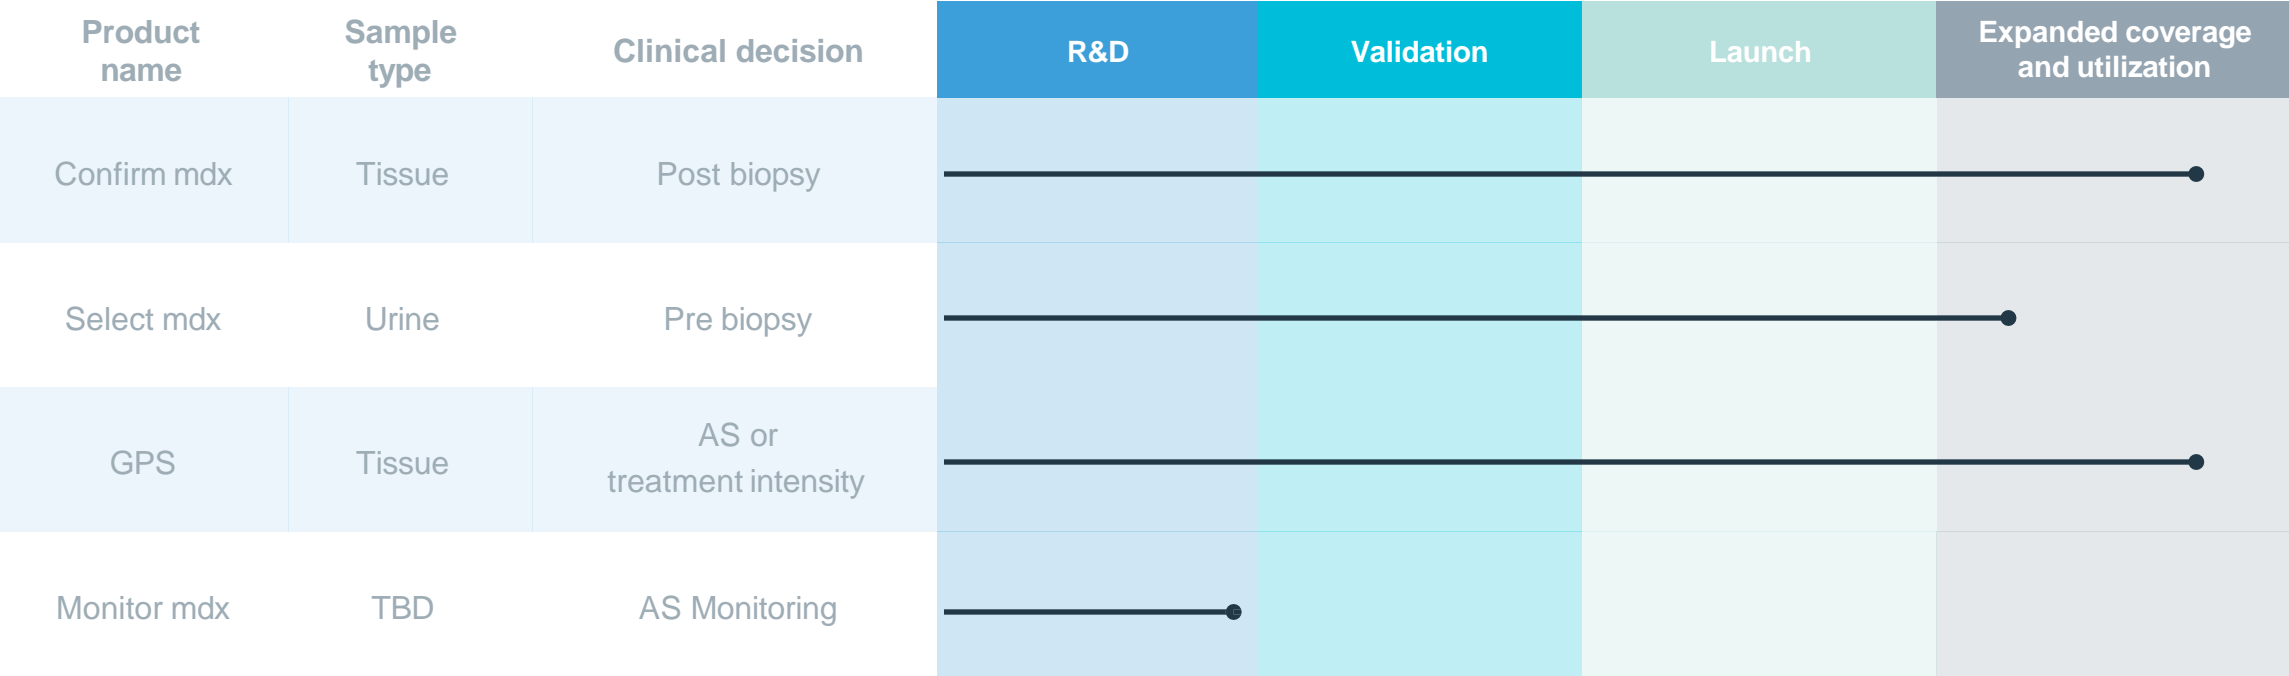 Product
name
Sample
type
Clinical decision
R&D
Validation
Launch
Expanded coverage
and utilization
Confirm mdx
Tissue
Post biopsy
Select mdx
Urine
Pre biopsy
GPS
Tissue
AS or
treatment intensity
Monitor mdx
TBD
AS Monitoring